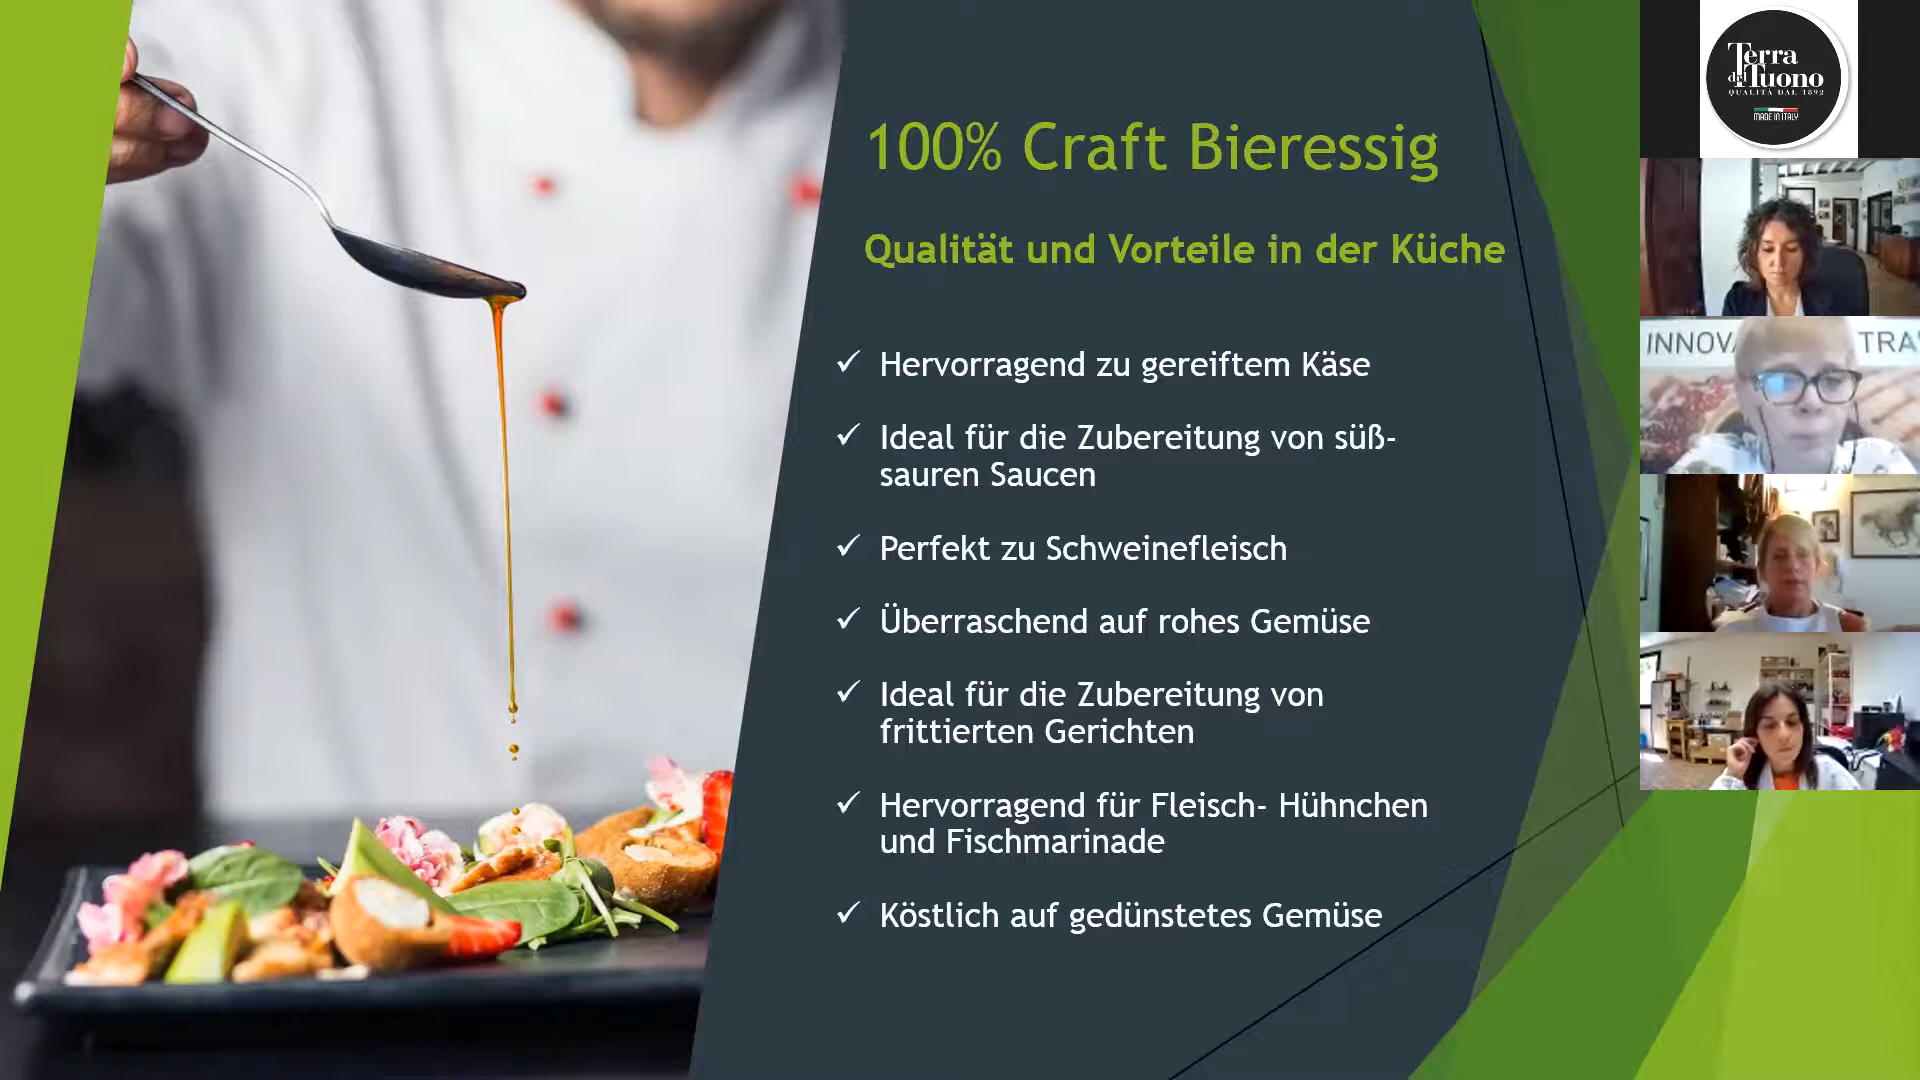 100% Craft Bieressig
Qualität und Vorteile in der Küche
✓ Hervorragend zu gereiftem Käse
✓ Ideal für die Zubereitung von süß-
sauren Saucen
✓ Perfekt zu Schweinefleisch
✓ Überraschend auf rohes Gemüse
✓ Ideal für die Zubereitung von
frittierten Gerichten
✓ Hervorragend für Fleisch- Hühnchen
und Fischmarinade
✓ Köstlich auf gedünstetes Gemüse
Terra
del Tuono
QUALITÀ DAL 1892
MADE IN ITALY
INNOVA
TRA